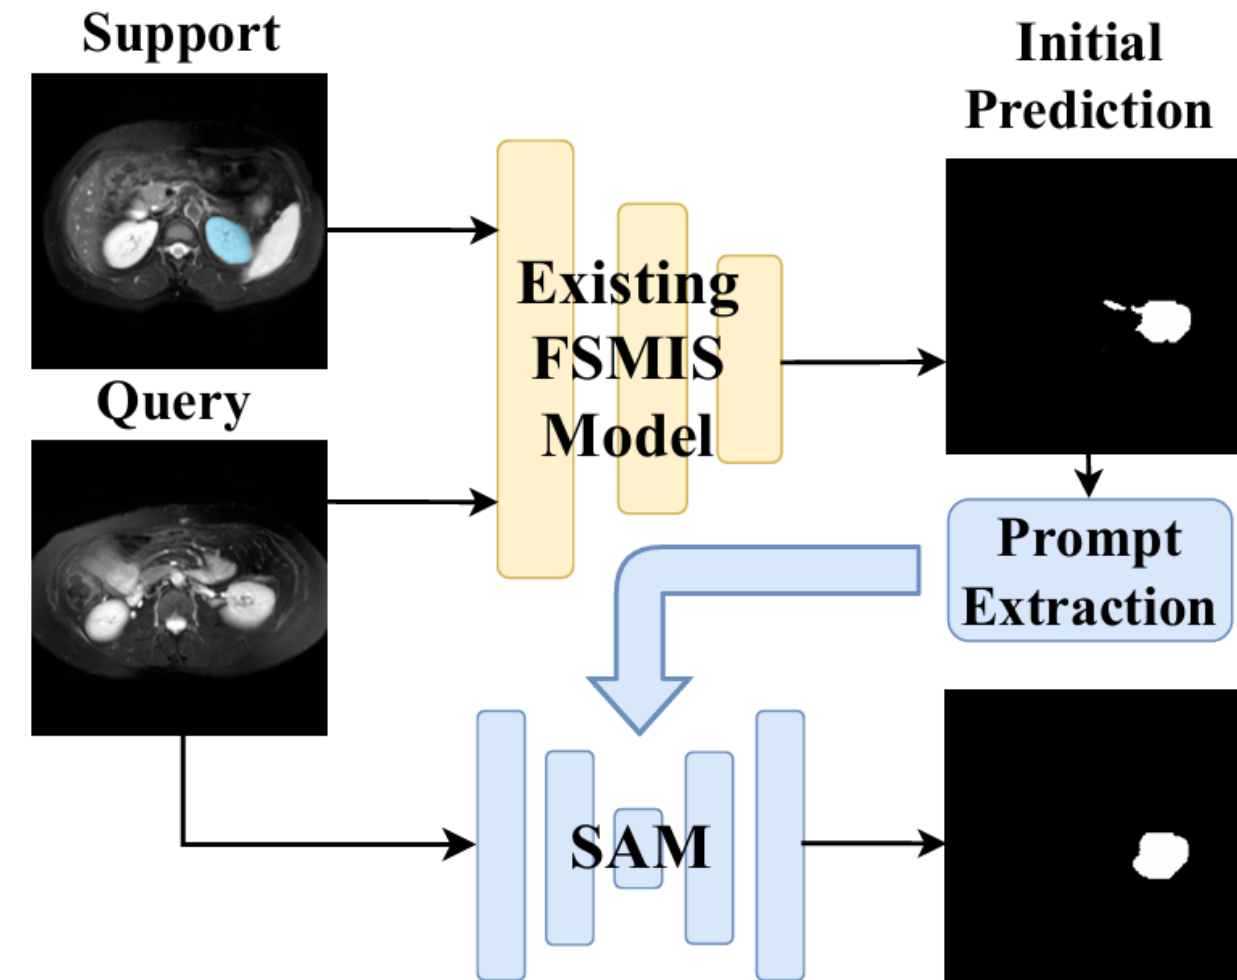 Support
Initial
Prediction
Existing
FSMIS
Model
Query
Prompt
Extraction
SAM